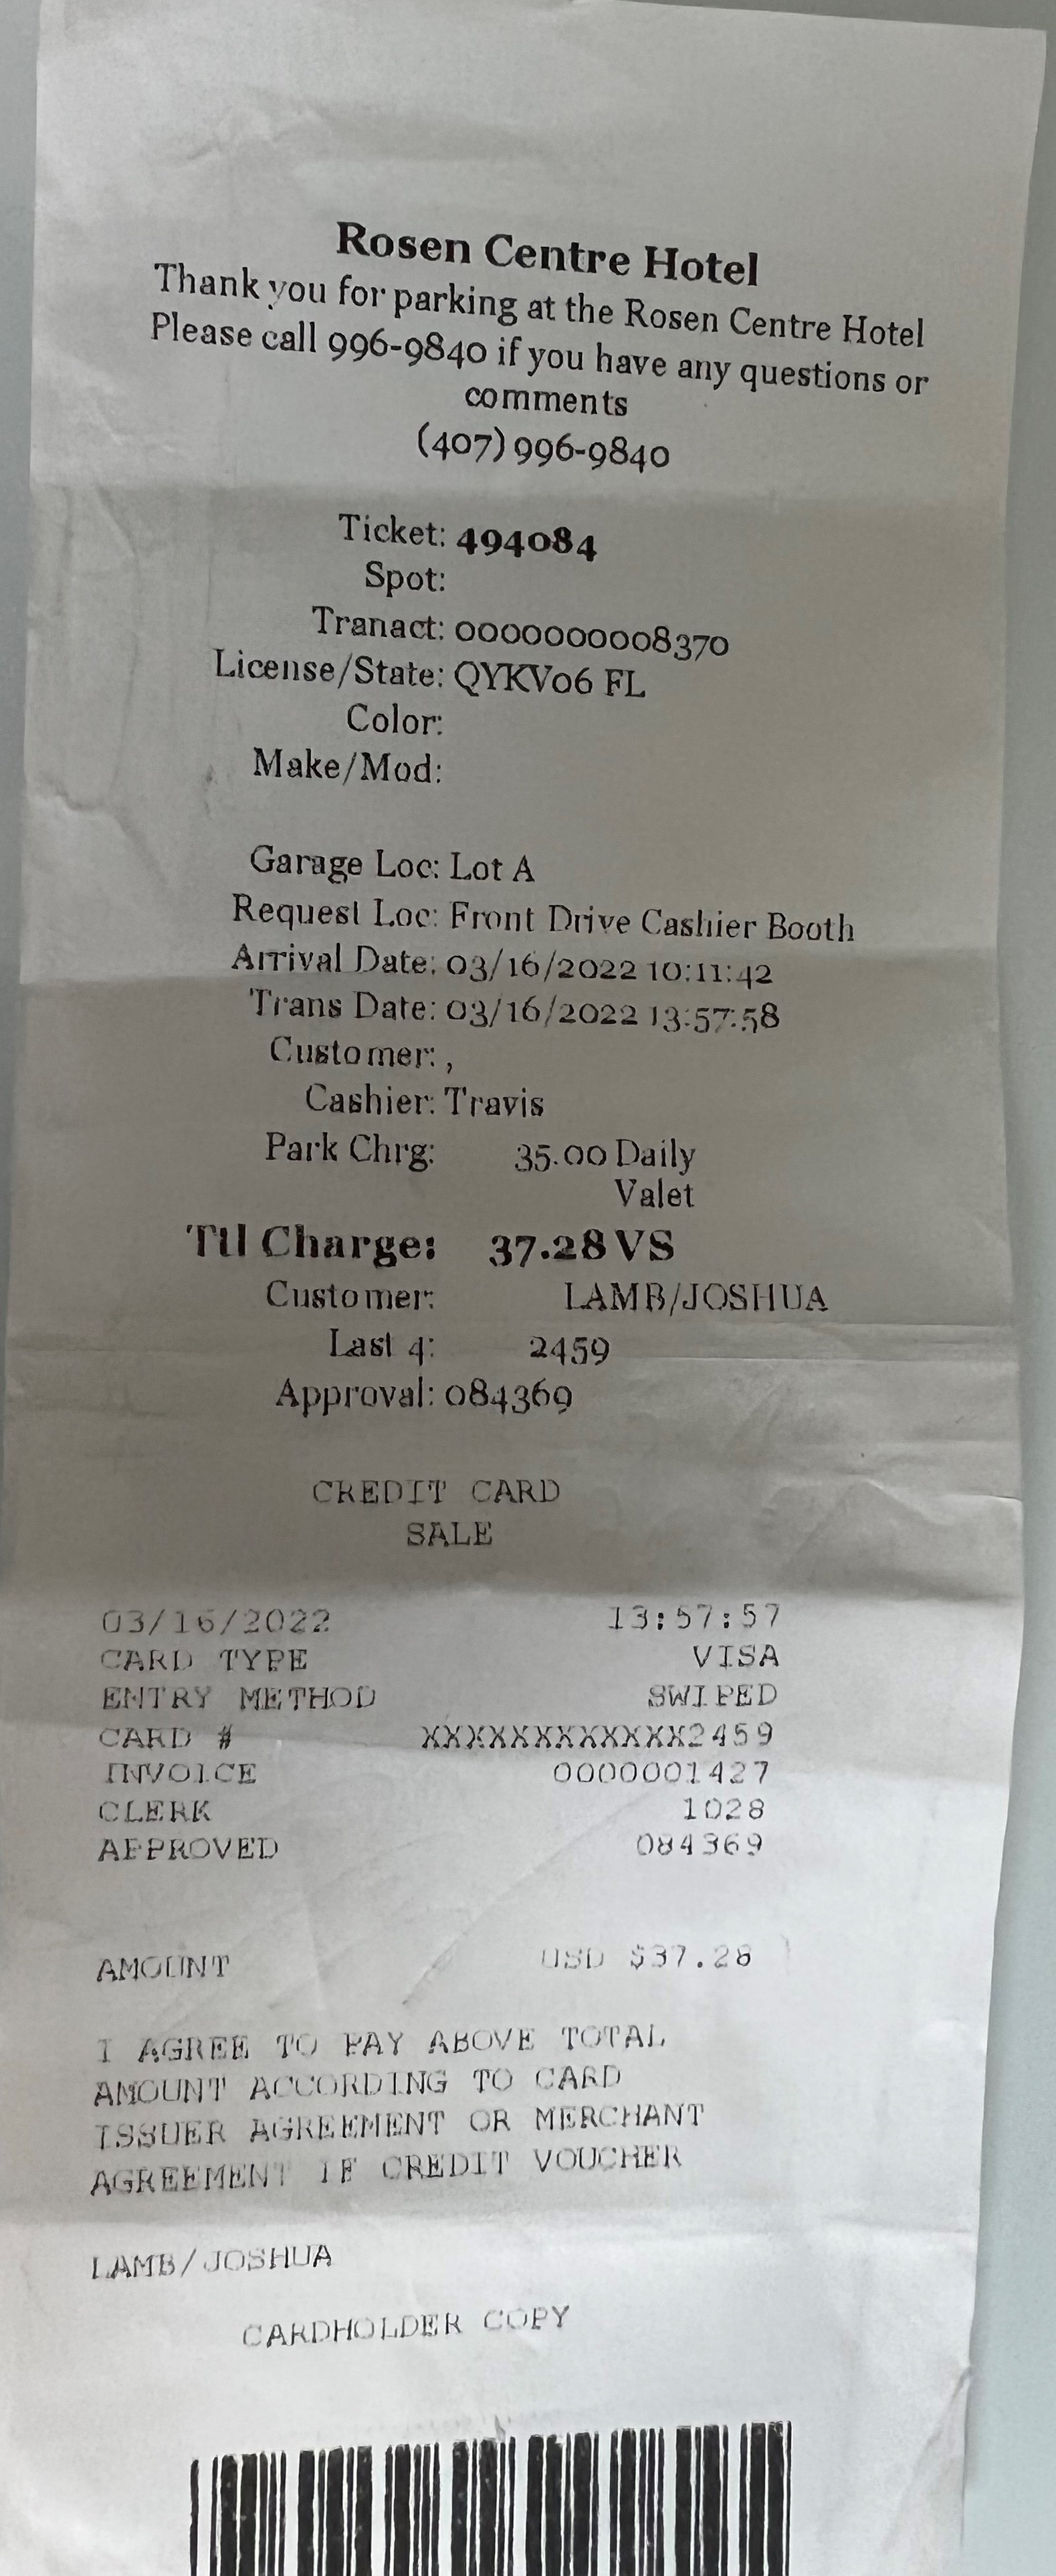 Rosen Centre Hotel
Thank you for parking at the Rosen Centre Hotel
Please call 996-9840 if you have any questions or
comments
(407) 996-9840
Ticket: 494084
Spot:
Tranact: 0000000008370
License/State: QYKV06 FL
Color:
Make/Mod:
Garage Loc: Lot A
Request Loc: Front Drive Cashier Booth
Arrival Date: 03/16/2022 10:11:42
Trans Date: 03/16/2022 13:57:58
Customer: ,
Cashier: Travis
Park Chrg: 35.00 Daily
Valet
Ttl Charge: 37.28 VS
Customer: LAMB/JOSHUA
Last 4: 2459
Approval: 084369
CREDIT CARD
SALE
03/16/2022 13:57:57
CARD TYPE VISA
ENTRY METHOD SWIPED
CARD # XXXXXXXXXXXX2459
INVOICE 0000001427
CLERK 1028
APPROVED 084369
AMOUNT USD $37.28
I AGREE TO PAY ABOVE TOTAL
AMOUNT ACCORDING TO CARD
ISSUER AGREEMENT OR MERCHANT
AGREEMENT IF CREDIT VOUCHER
LAMB/JOSHUA
CARDHOLDER COPY